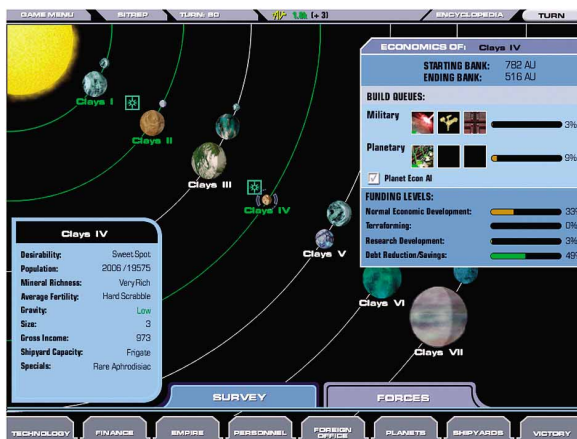 GAME MENU
SITREP
TURN: 50
(+ 3)
ENCYCLOPEDIA
TURN
ECONOMICS OF: Clays IV
STARTING BANK: 782 AU
ENDING BANK: 516 AU
BUILD QUEUES:
Military
3%
Planetary
9%
Planet Econ AI
FUNDING LEVELS:
Normal Economic Development: 33%
Terraforming: 0%
Research Development: 3%
Debt Reduction/Savings: 49%
Clays I
Clays II
Clays III
Clays IV
Clays V
Clays VI
Clays VII
Clays IV
Desirability: Sweet Spot
Population: 2006 / 19575
Mineral Richness: Very Rich
Average Fertility: Hard Scrabble
Gravity: Low
Size: 3
Gross Income: 973
Shipyard Capacity: Frigate
Specials: Rare Aphrodisiac
SURVEY
FORCES
TECHNOLOGY
FINANCE
EMPIRE
PERSONNEL
FOREIGN
OFFICE
PLANETS
SHIPYARDS
VICTORY